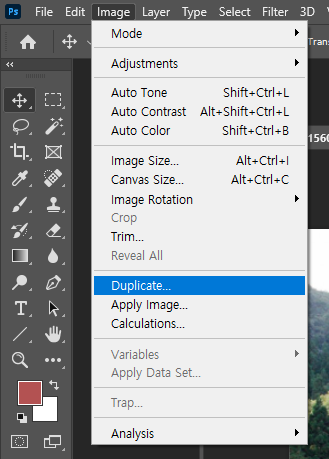 Ps File Edit Image Layer Type Select Filter 3D
Mode
Adjustments
Auto Tone Shift+Ctrl+L
Auto Contrast Alt+Shift+Ctrl+L
Auto Color Shift+Ctrl+B
Image Size... Alt+Ctrl+I
Canvas Size... Alt+Ctrl+C
Image Rotation
Crop
Trim...
Reveal All
Duplicate...
Apply Image...
Calculations...
Variables
Apply Data Set...
Trap...
Analysis
Trans
1560
T